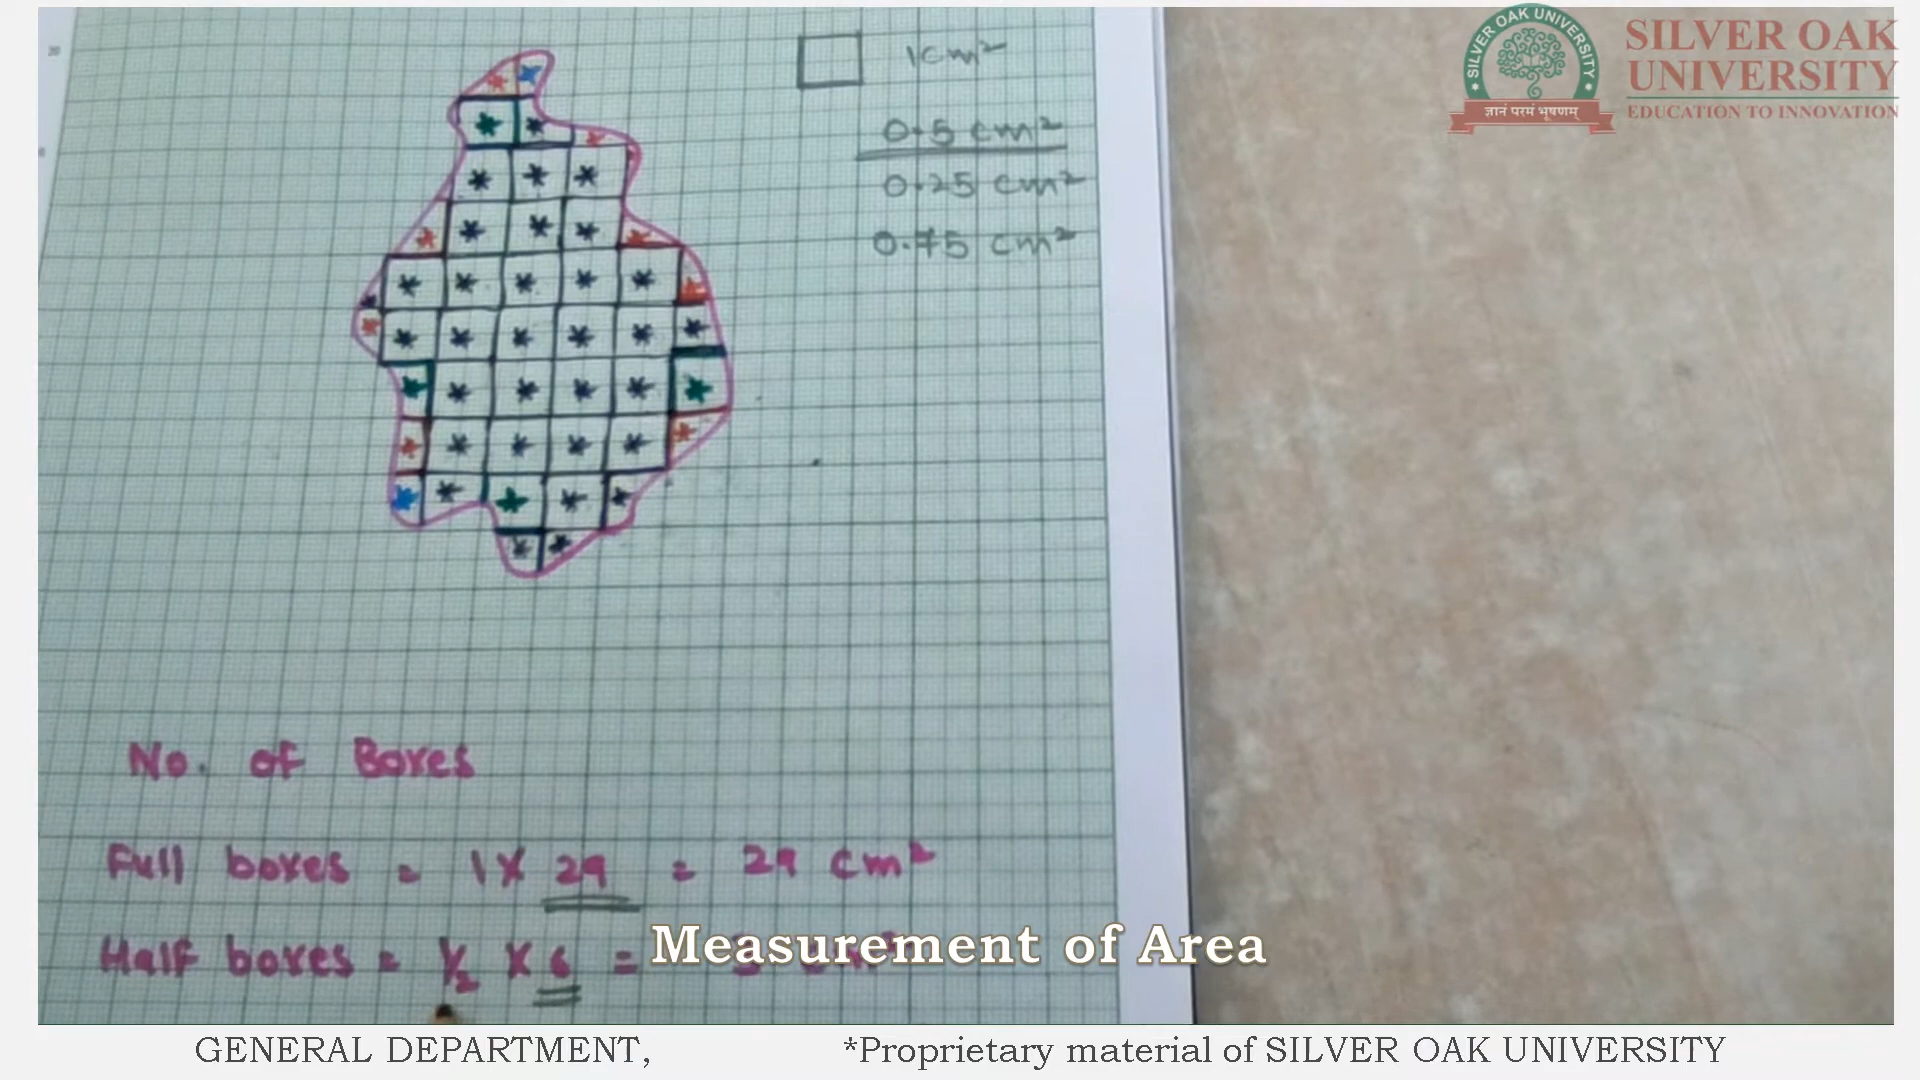 1cm²
0.5 cm²
0.25 cm²
0.75 cm²
SILVER OAK UNIVERSITY
ज्ञानं परमं भूषणम्
SILVER OAK
UNIVERSITY
EDUCATION TO INNOVATION
No. of Boxes
Full boxes = 1 X 29 = 29 cm²
Half boxes = ½ X 6 = 3 cm²
Measurement of Area
GENERAL DEPARTMENT,
*Proprietary material of SILVER OAK UNIVERSITY